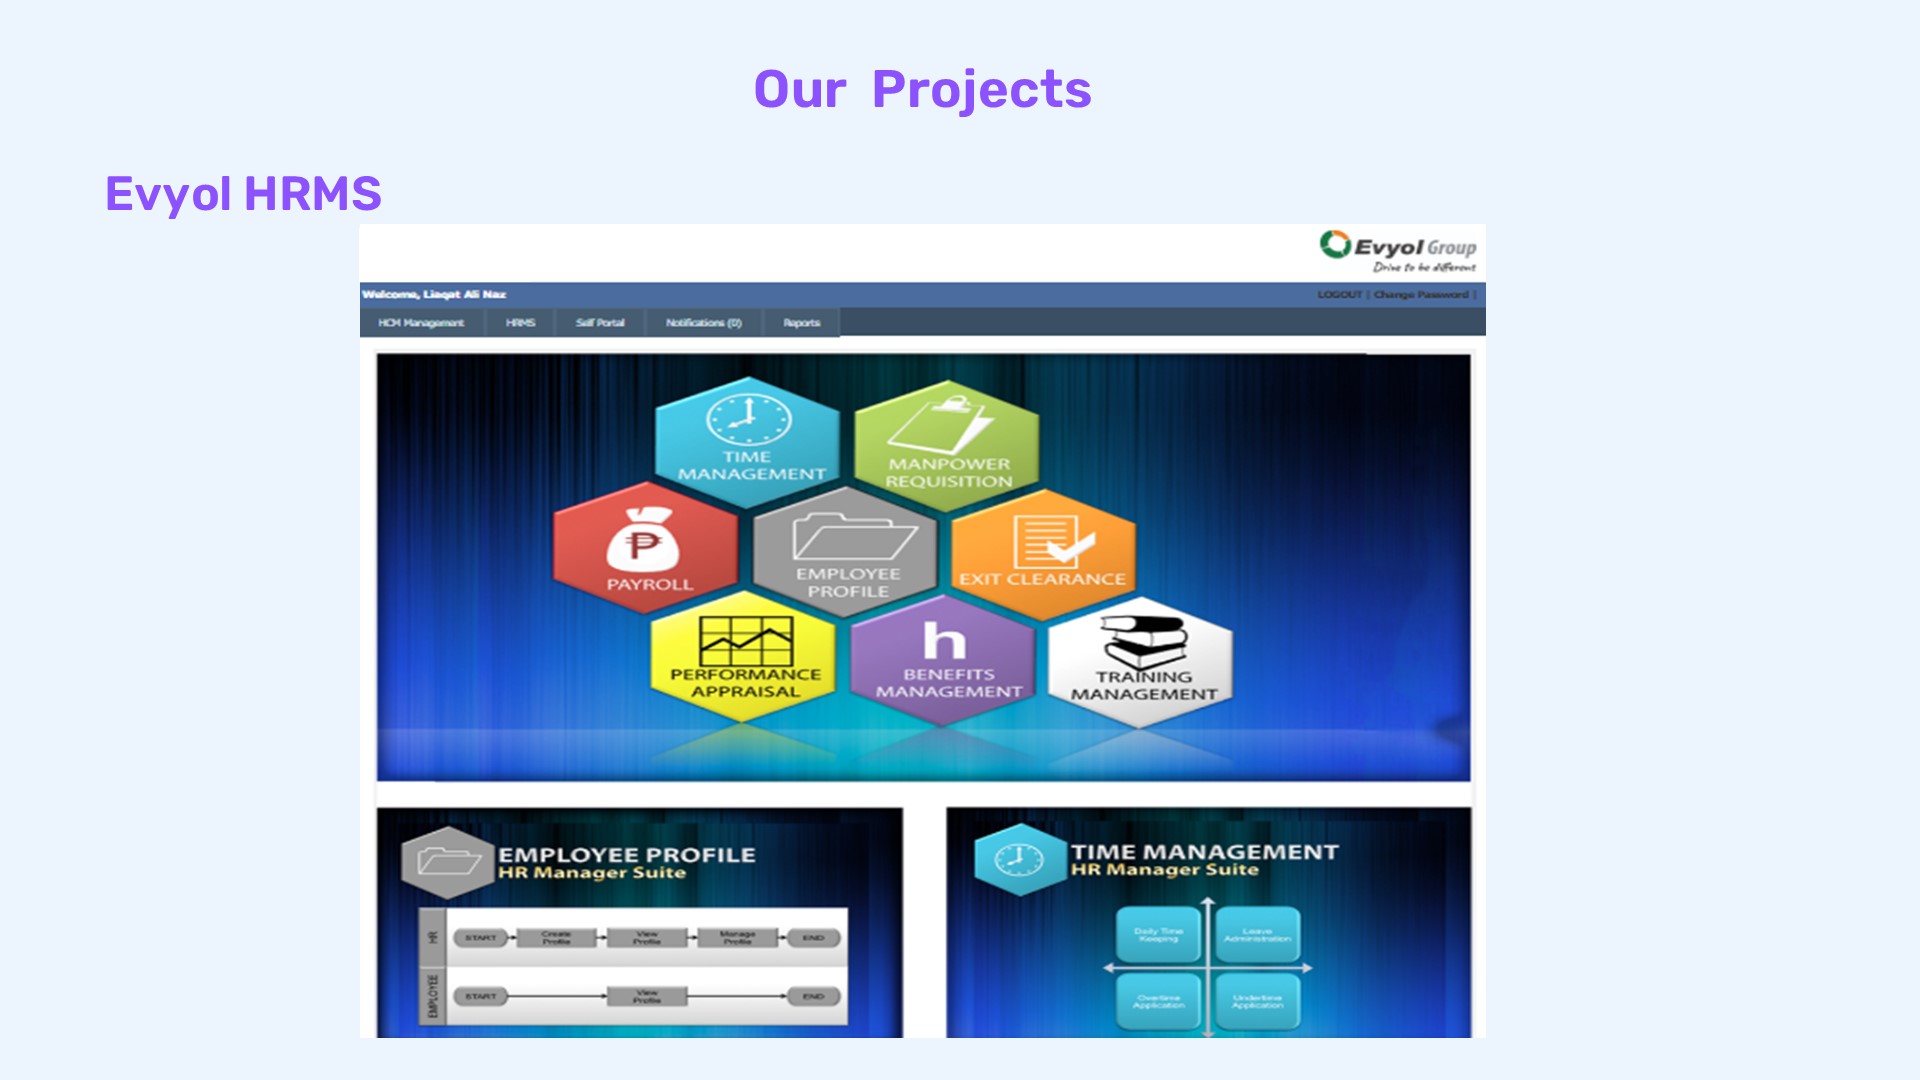 Our Projects
Evyol HRMS
Evyol Group
Drive to be different
Welcome, Liaqat Ali Naz
LOGOUT | Change Password |
HCM Management HRMS Self Portal Notifications (0) Reports
TIME
MANAGEMENT
MANPOWER
REQUISITION
PAYROLL
EMPLOYEE
PROFILE
EXIT CLEARANCE
PERFORMANCE
APPRAISAL
h
BENEFITS
MANAGEMENT
TRAINING
MANAGEMENT
EMPLOYEE PROFILE
HR Manager Suite
HR
START
Create
Profile
View
Profile
Manage
Profile
END
EMPLOYEE
START
View
Profile
END
TIME MANAGEMENT
HR Manager Suite
Daily Time
Keeping
Leave
Administration
Overtime
Application
Undertime
Application